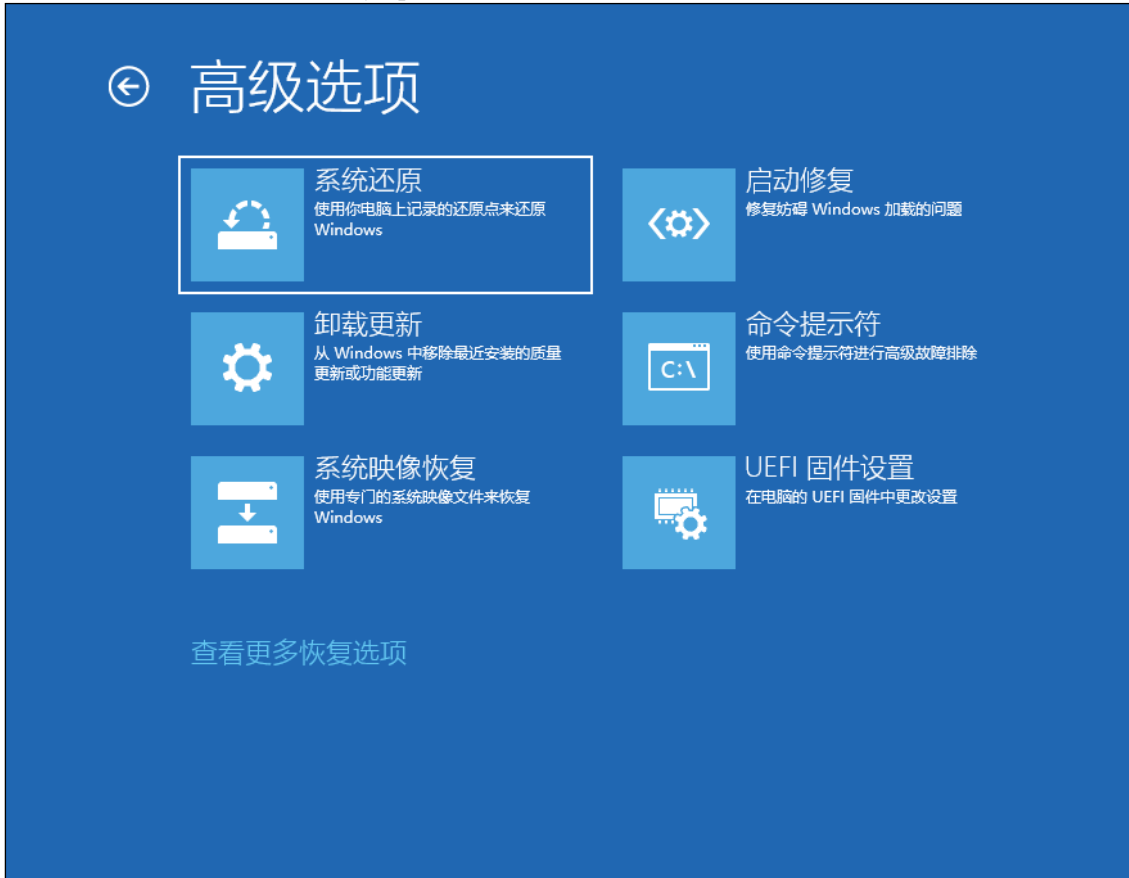 高级选项
系统还原
使用你电脑上记录的还原点来还原
Windows
启动修复
修复妨碍 Windows 加载的问题
卸载更新
从 Windows 中移除最近安装的质量
更新或功能更新
命令提示符
使用命令提示符进行高级故障排除
C:\
系统映像恢复
使用专门的系统映像文件来恢复
Windows
UEFI 固件设置
在电脑的 UEFI 固件中更改设置
查看更多恢复选项